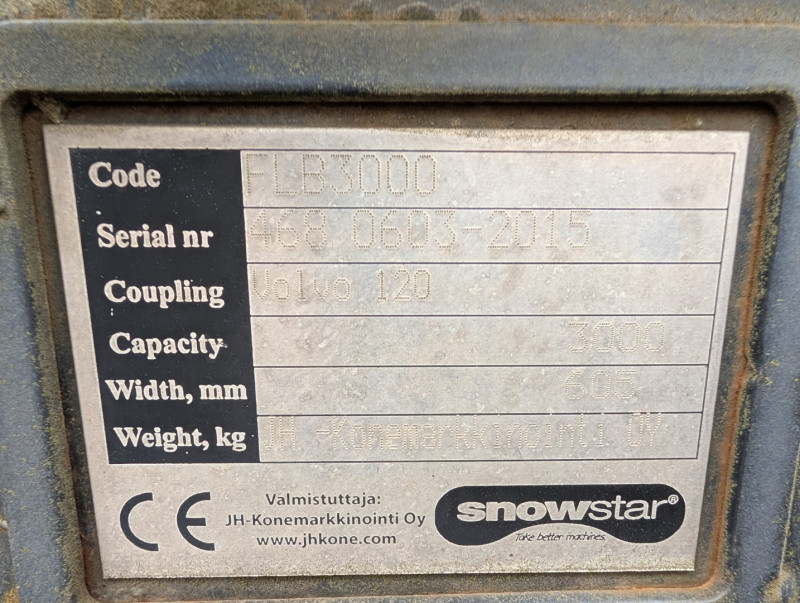 Code FLB3000
Serial nr 468 0603-2015
Coupling Volvo 120
Capacity 3000
Width, mm 605
Weight, kg JH -Konemarkkinointi OY
CE
Valmistuttaja:
JH-Konemarkkinointi Oy
www.jhkone.com
snowstar®
Take better machines.